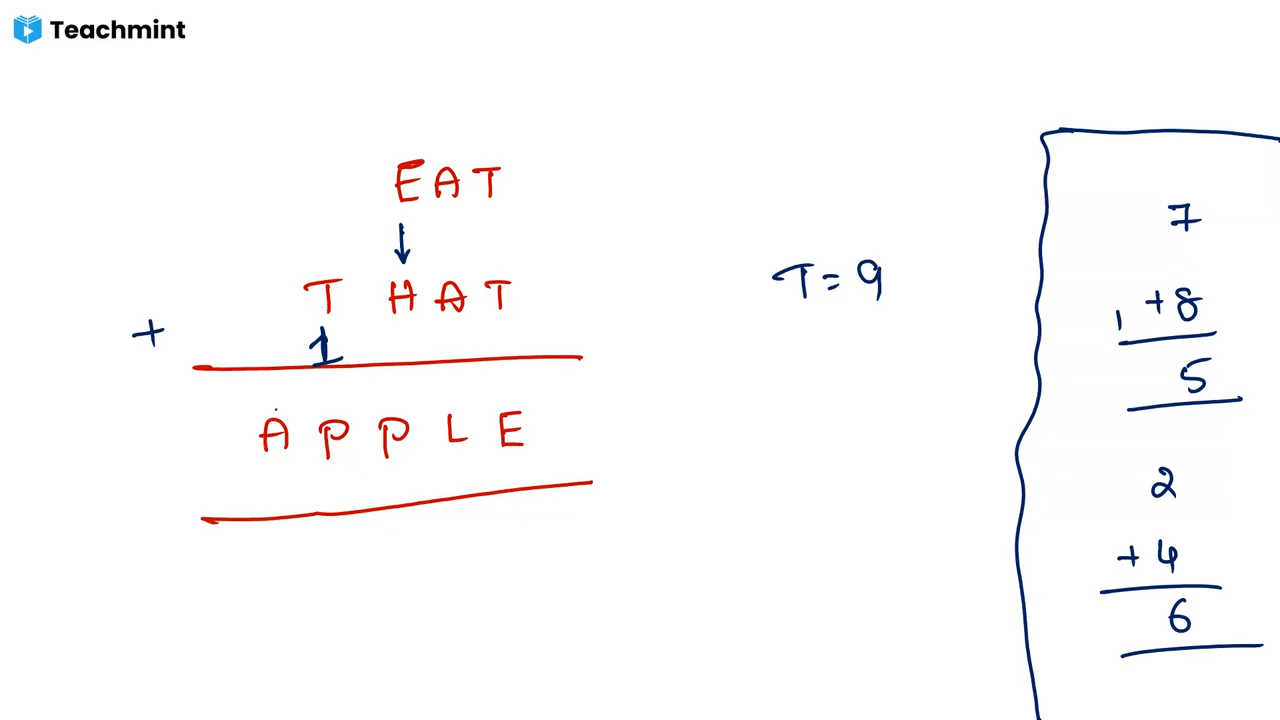 Teachmint
EAT
↓
THAT
+ 1
APPLE
T = 9
7
1 +8
5
2
+4
6